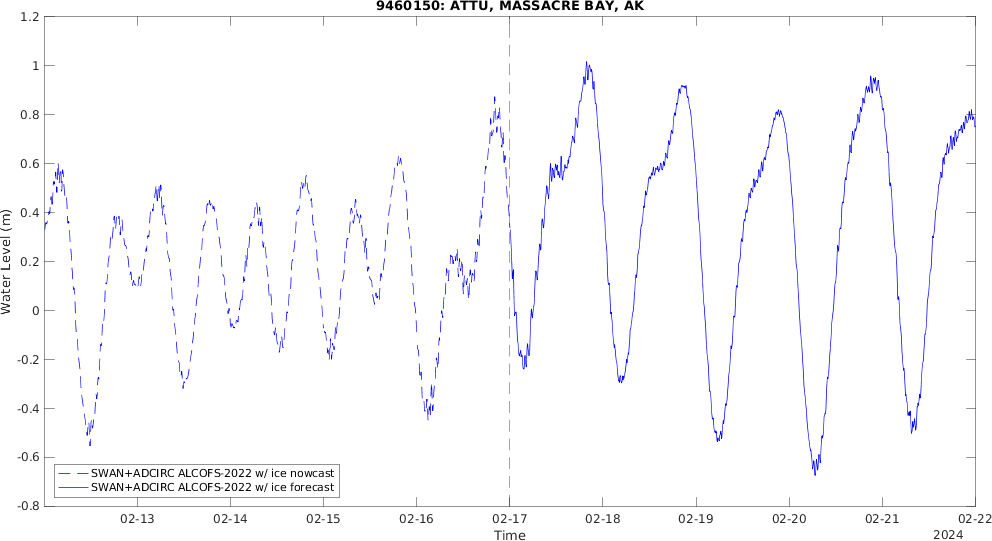 9460150: ATTU, MASSACRE BAY, AK
1.2
1
0.8
0.6
0.4
0.2
0
-0.2
-0.4
-0.6
-0.8
Water Level (m)
SWAN+ADCIRC ALCOFS-2022 w/ ice nowcast
SWAN+ADCIRC ALCOFS-2022 w/ ice forecast
02-13 02-14 02-15 02-16 02-17 02-18 02-19 02-20 02-21 02-22
Time
2024